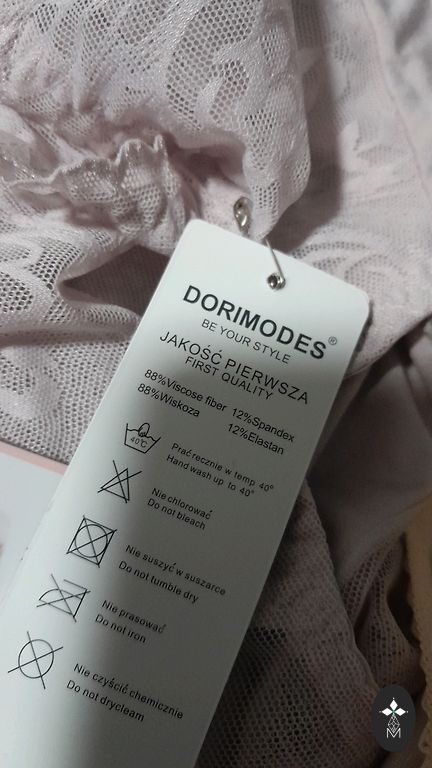 DORIMODES®
BE YOUR STYLE
JAKOŚĆ PIERWSZA
FIRST QUALITY
88%Viscose fiber 12%Spandex
88%Wiskoza 12%Elastan
40℃
Prać recznie w temp 40°
Hand wash up to 40°
Nie chlorować
Do not bleach
Nie suszyć w suszarce
Do not tumble dry
Nie prasować
Do not iron
Nie czyścić chemicznie
Do not drycleam
M